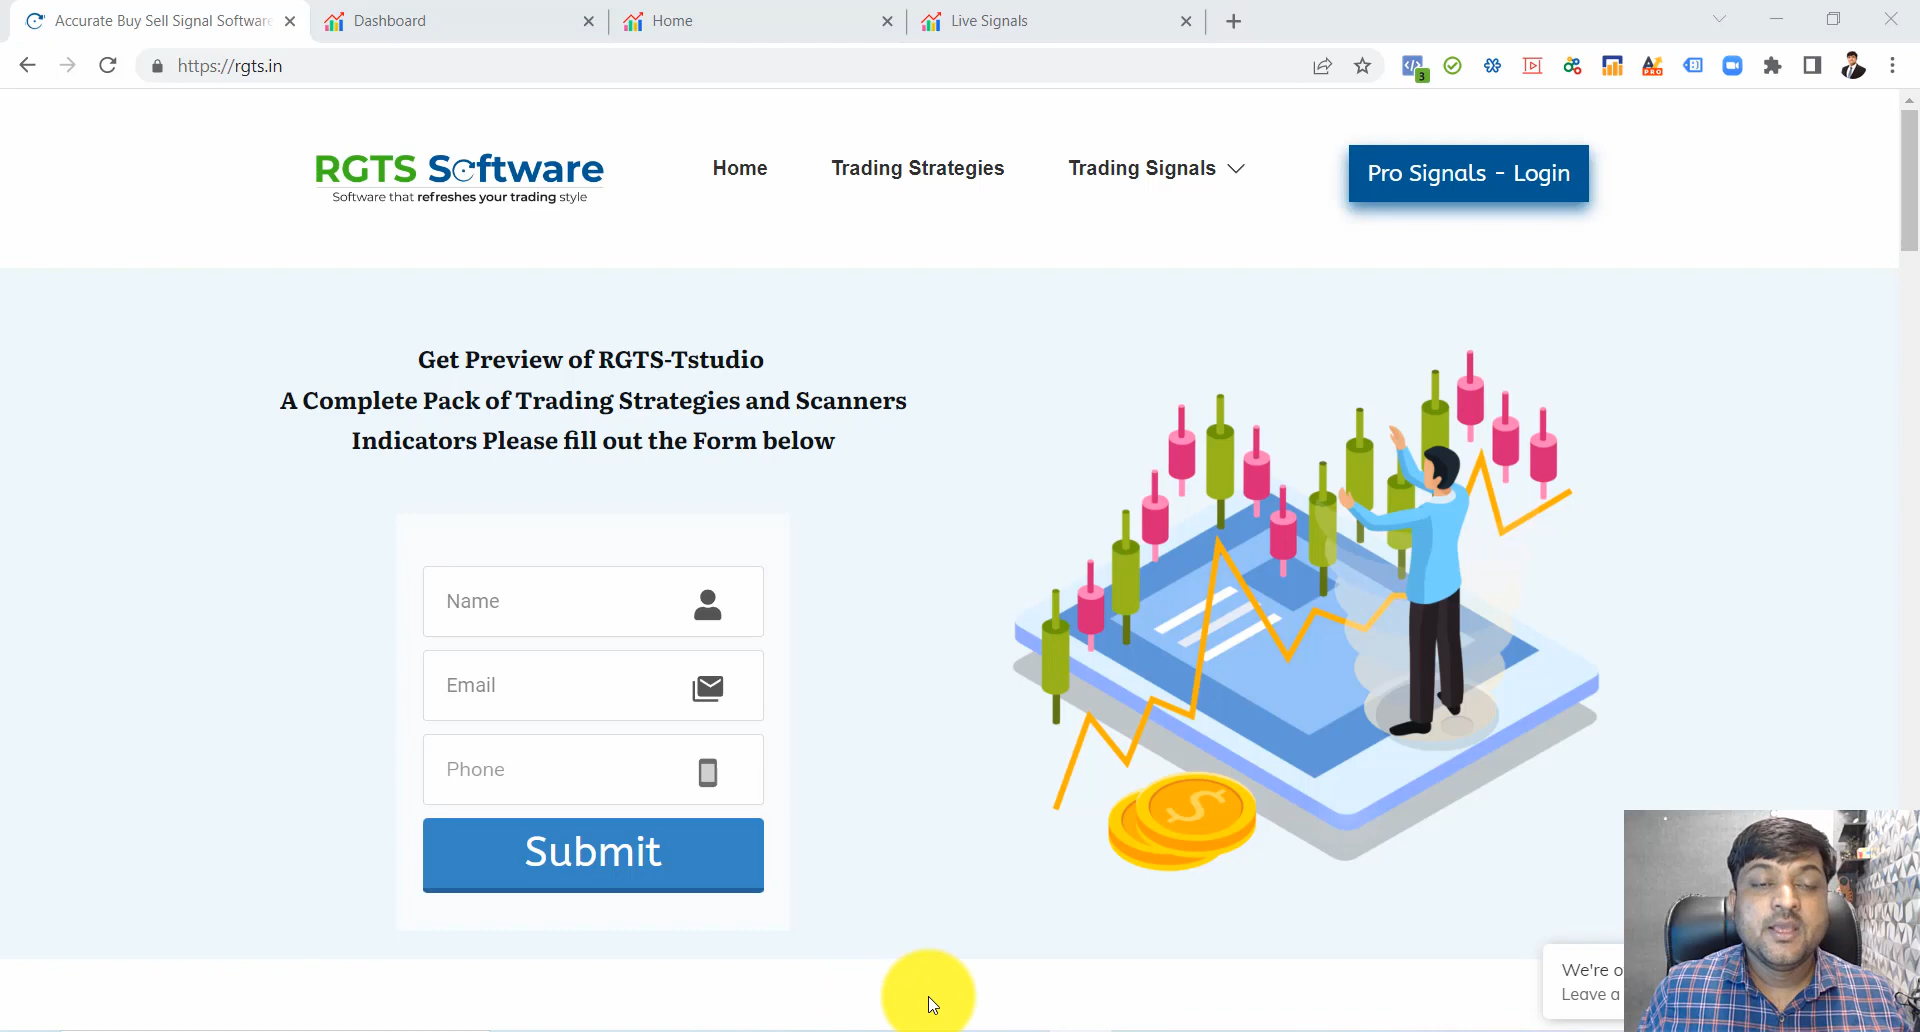 Accurate Buy Sell Signal Software
Dashboard
Home
Live Signals
https://rgts.in
3
PRO
RGTS Software
Software that refreshes your trading style
Home
Trading Strategies
Trading Signals
Pro Signals - Login
Get Preview of RGTS-Tstudio
A Complete Pack of Trading Strategies and Scanners
Indicators Please fill out the Form below
Name
Email
Phone
Submit
$
We're o
Leave a